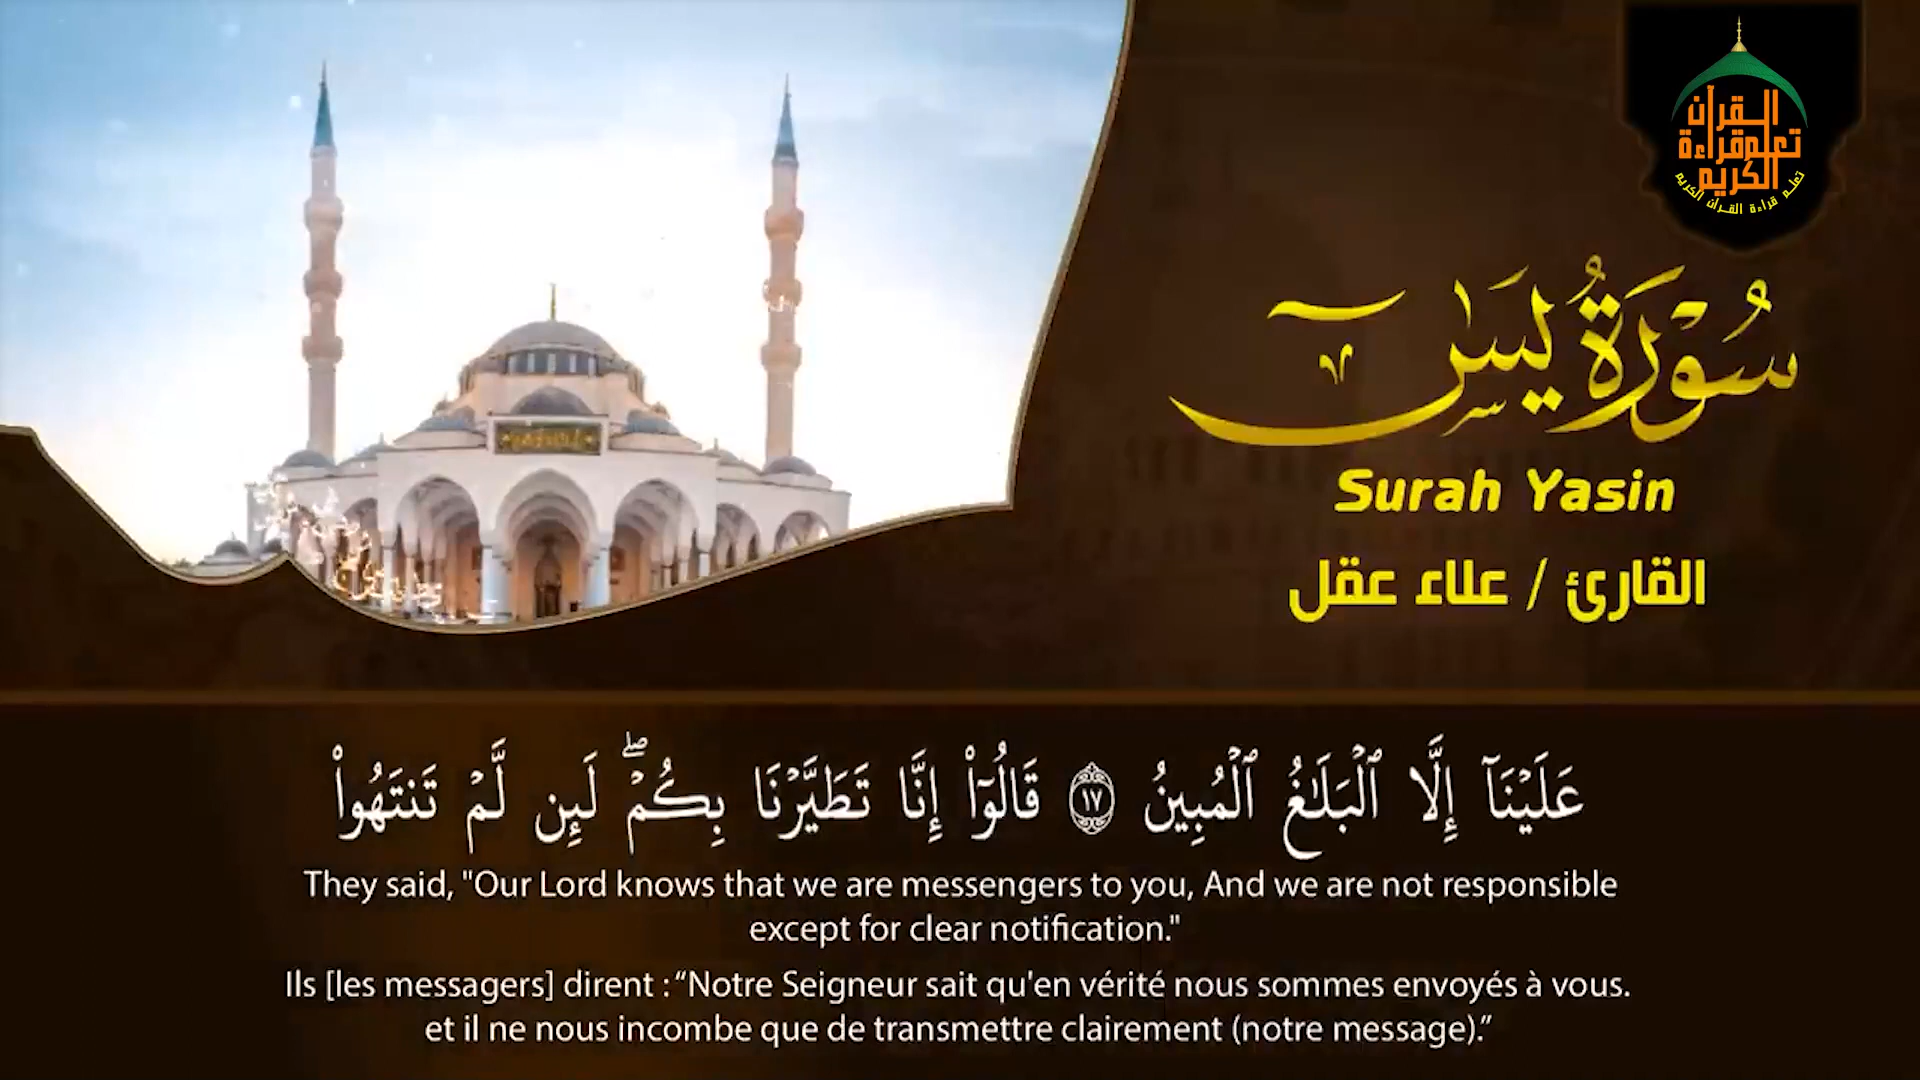 القرآن
تعلم قراءة
الكريم
تعلم قراءة القرآن الكريم
سُورَةُ يسٓ
Surah Yasin
القارئ / علاء عقل
عَلَيۡنَآ إِلَّا ٱلۡبَلَٰغُ ٱلۡمُبِينُ ١٧ قَالُوٓاْ إِنَّا تَطَيَّرۡنَا بِكُمۡۖ لَئِن لَّمۡ تَنتَهُواْ
They said, "Our Lord knows that we are messengers to you, And we are not responsible
except for clear notification."
Ils [les messagers] dirent : “Notre Seigneur sait qu'en vérité nous sommes envoyés à vous.
et il ne nous incombe que de transmettre clairement (notre message).”